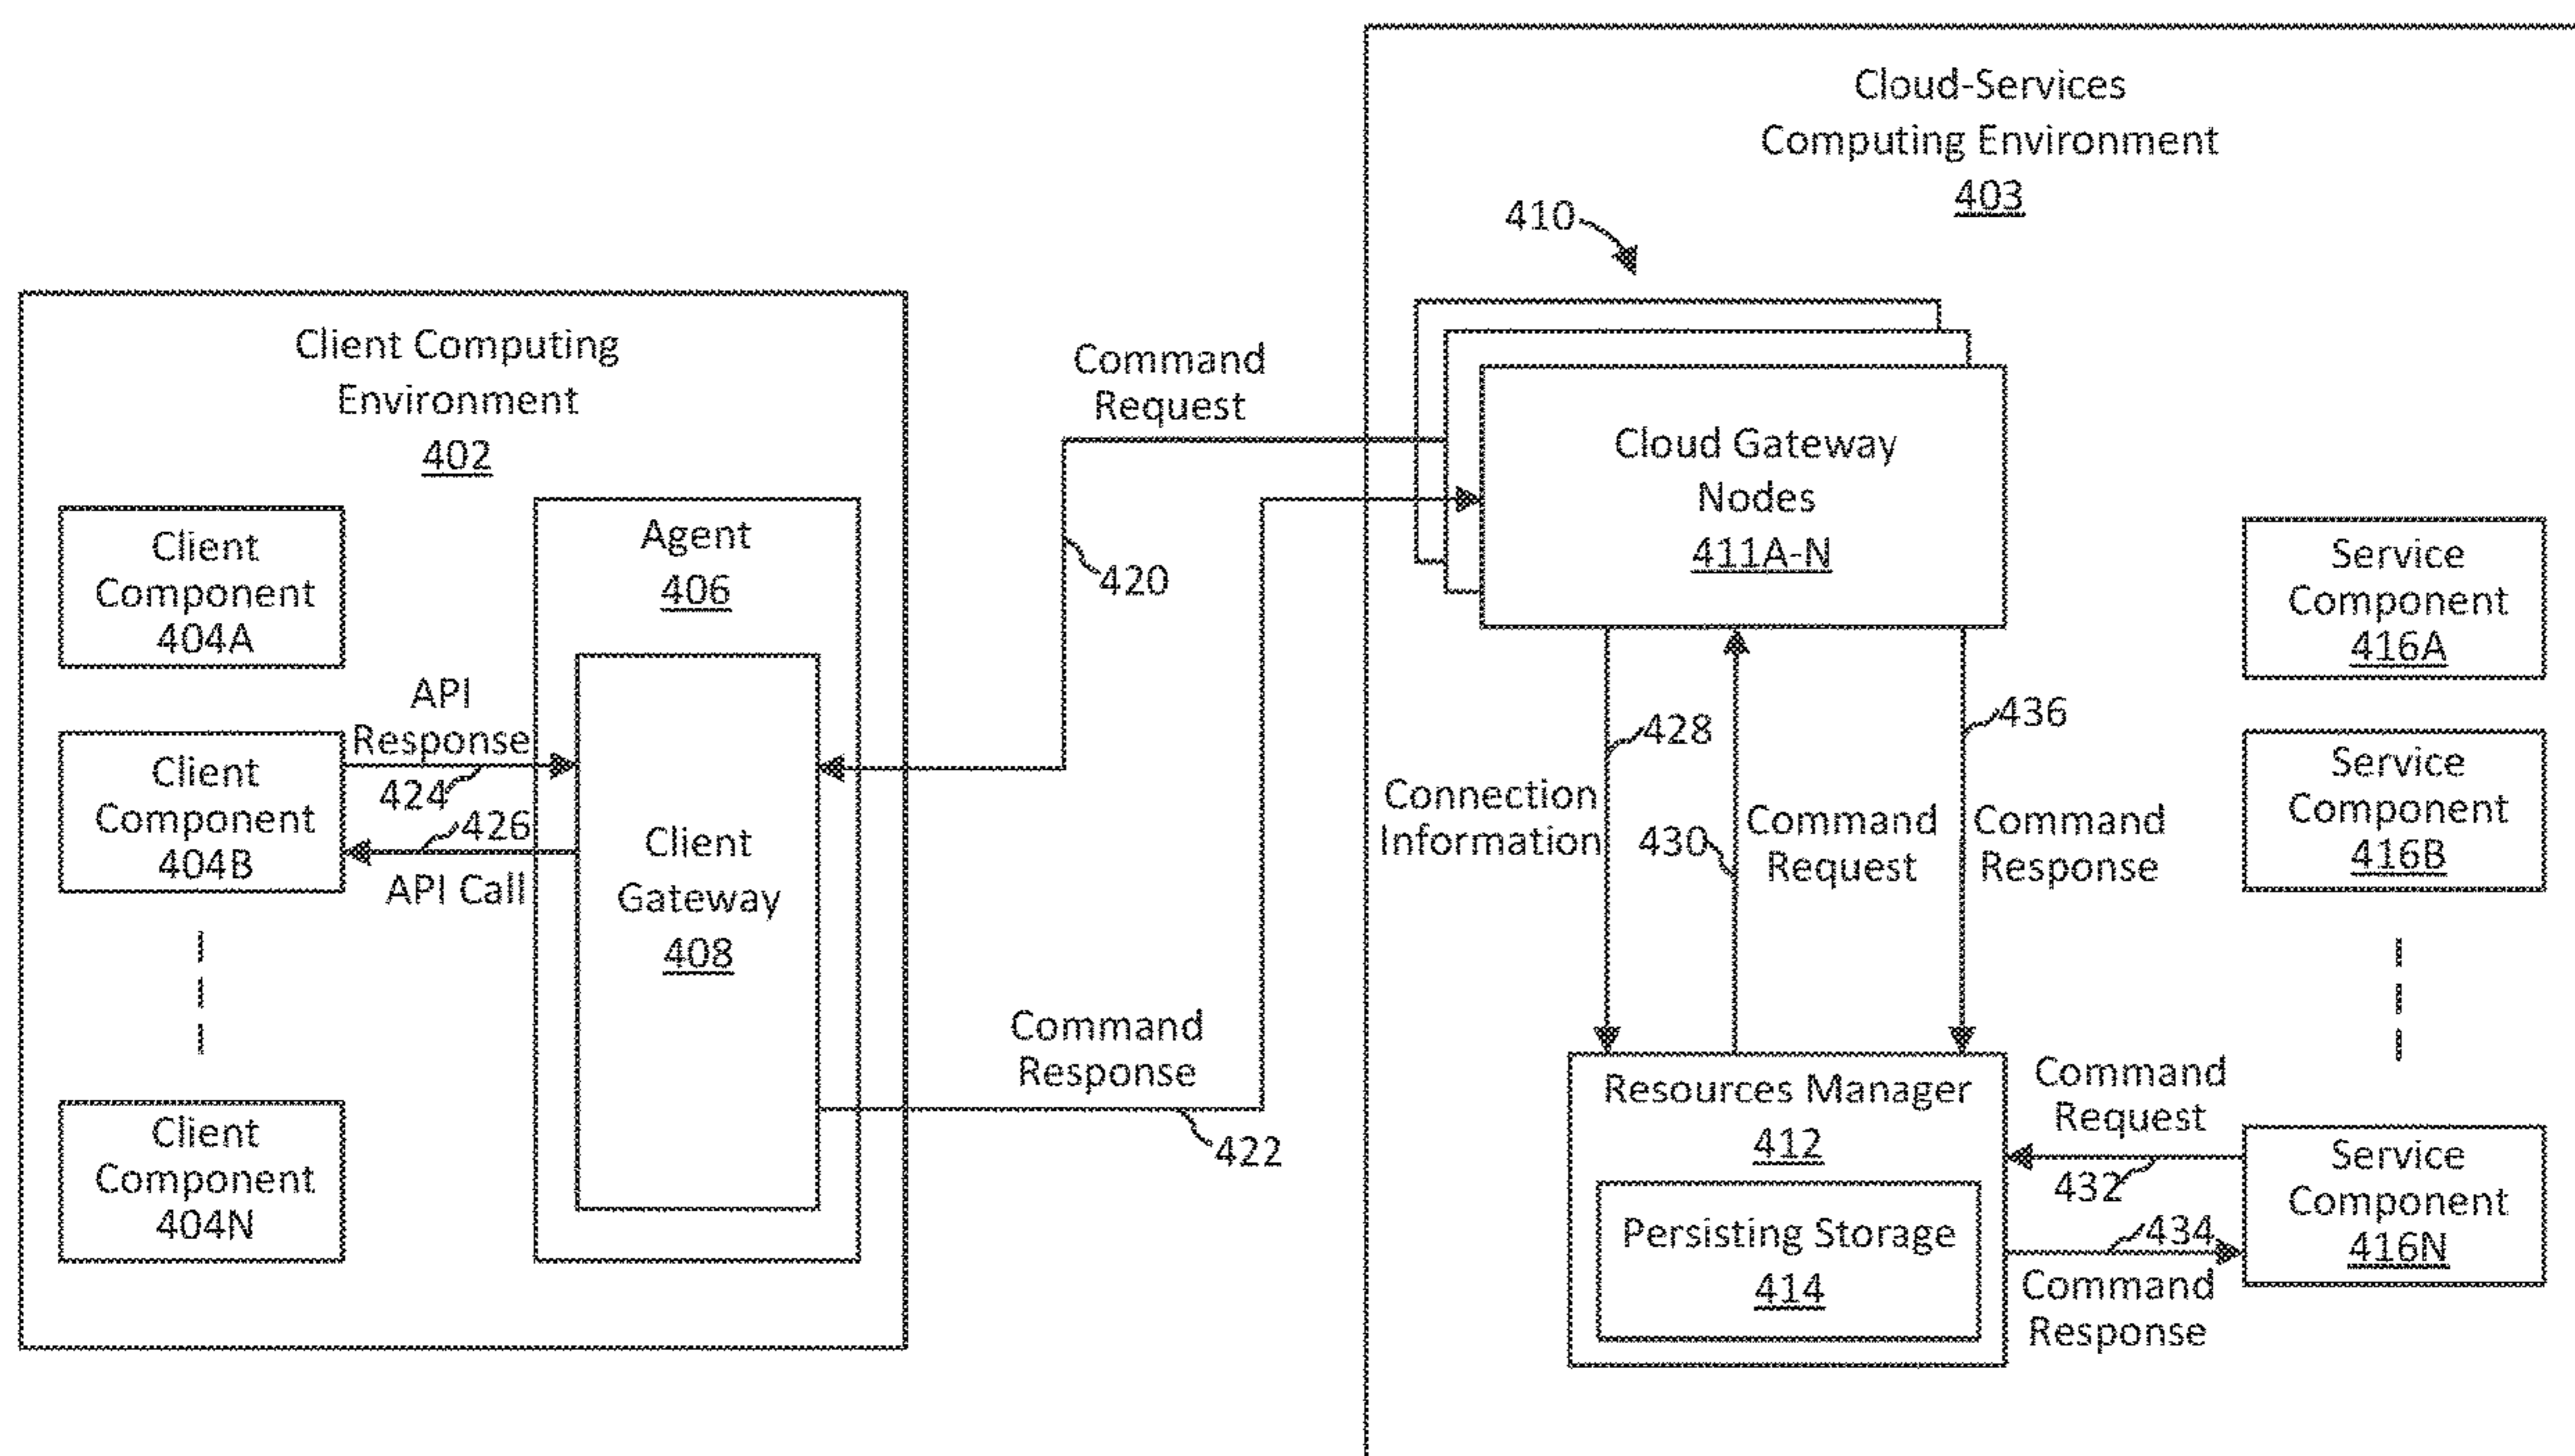 Cloud-Services
Computing Environment
403
410
Client Computing
Environment
402
Command
Request
Cloud Gateway
Nodes
411A-N
Client
Component
404A
Agent
406
420
Service
Component
416A
API
Response
424
426
API Call
Client
Component
404B
Client
Gateway
408
428
436
Connection
Information
430
Command
Request
Command
Response
Service
Component
416B
Command
Response
422
Client
Component
404N
Resources Manager
412
Persisting Storage
414
Command
Request
432
434
Command
Response
Service
Component
416N